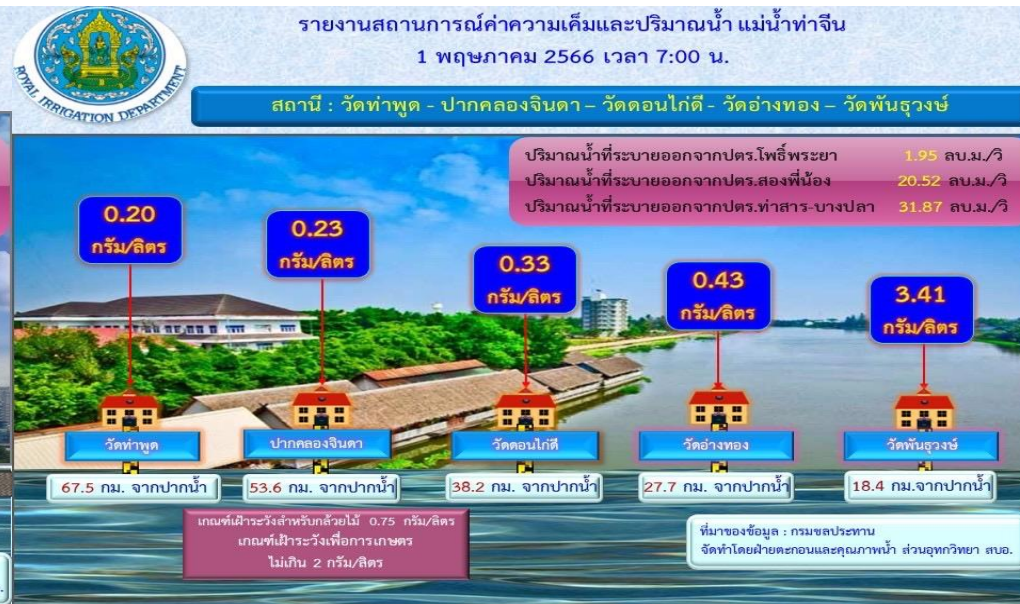 รายงานสถานการณ์ค่าความเค็มและปริมาณน้ำ แม่น้ำท่าจีน
1 พฤษภาคม 2566 เวลา 7:00 น.
ROYAL IRRIGATION DEPARTMENT
สถานี : วัดท่าพูด - ปากคลองจินดา – วัดดอนไก่ดี - วัดอ่างทอง – วัดพันธุวงษ์
ปริมาณน้ำที่ระบายออกจากปตร.โพธิ์พระยา 1.95 ลบ.ม./วิ
ปริมาณน้ำที่ระบายออกจากปตร.สองพี่น้อง 20.52 ลบ.ม./วิ
ปริมาณน้ำที่ระบายออกจากปตร.ท่าสาร-บางปลา 31.87 ลบ.ม./วิ
0.20
กรัม/ลิตร
0.23
กรัม/ลิตร
0.33
กรัม/ลิตร
0.43
กรัม/ลิตร
3.41
กรัม/ลิตร
วัดท่าพูด
ปากคลองจินดา
วัดดอนไก่ดี
วัดอ่างทอง
วัดพันธุวงษ์
67.5 กม. จากปากน้ำ
53.6 กม. จากปากน้ำ
38.2 กม. จากปากน้ำ
27.7 กม. จากปากน้ำ
18.4 กม.จากปากน้ำ
เกณฑ์เฝ้าระวังสำหรับกล้วยไม้ 0.75 กรัม/ลิตร
เกณฑ์เฝ้าระวังเพื่อการเกษตร
ไม่เกิน 2 กรัม/ลิตร
ที่มาของข้อมูล : กรมชลประทาน
จัดทำโดยฝ่ายตะกอนและคุณภาพน้ำ ส่วนอุทกวิทยา สบอ.